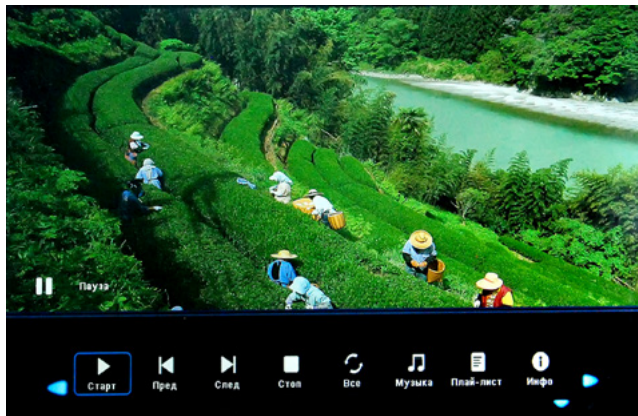 Пауза
Старт
Пред
След
Стоп
Все
Музыка
Плай-лист
Инфо